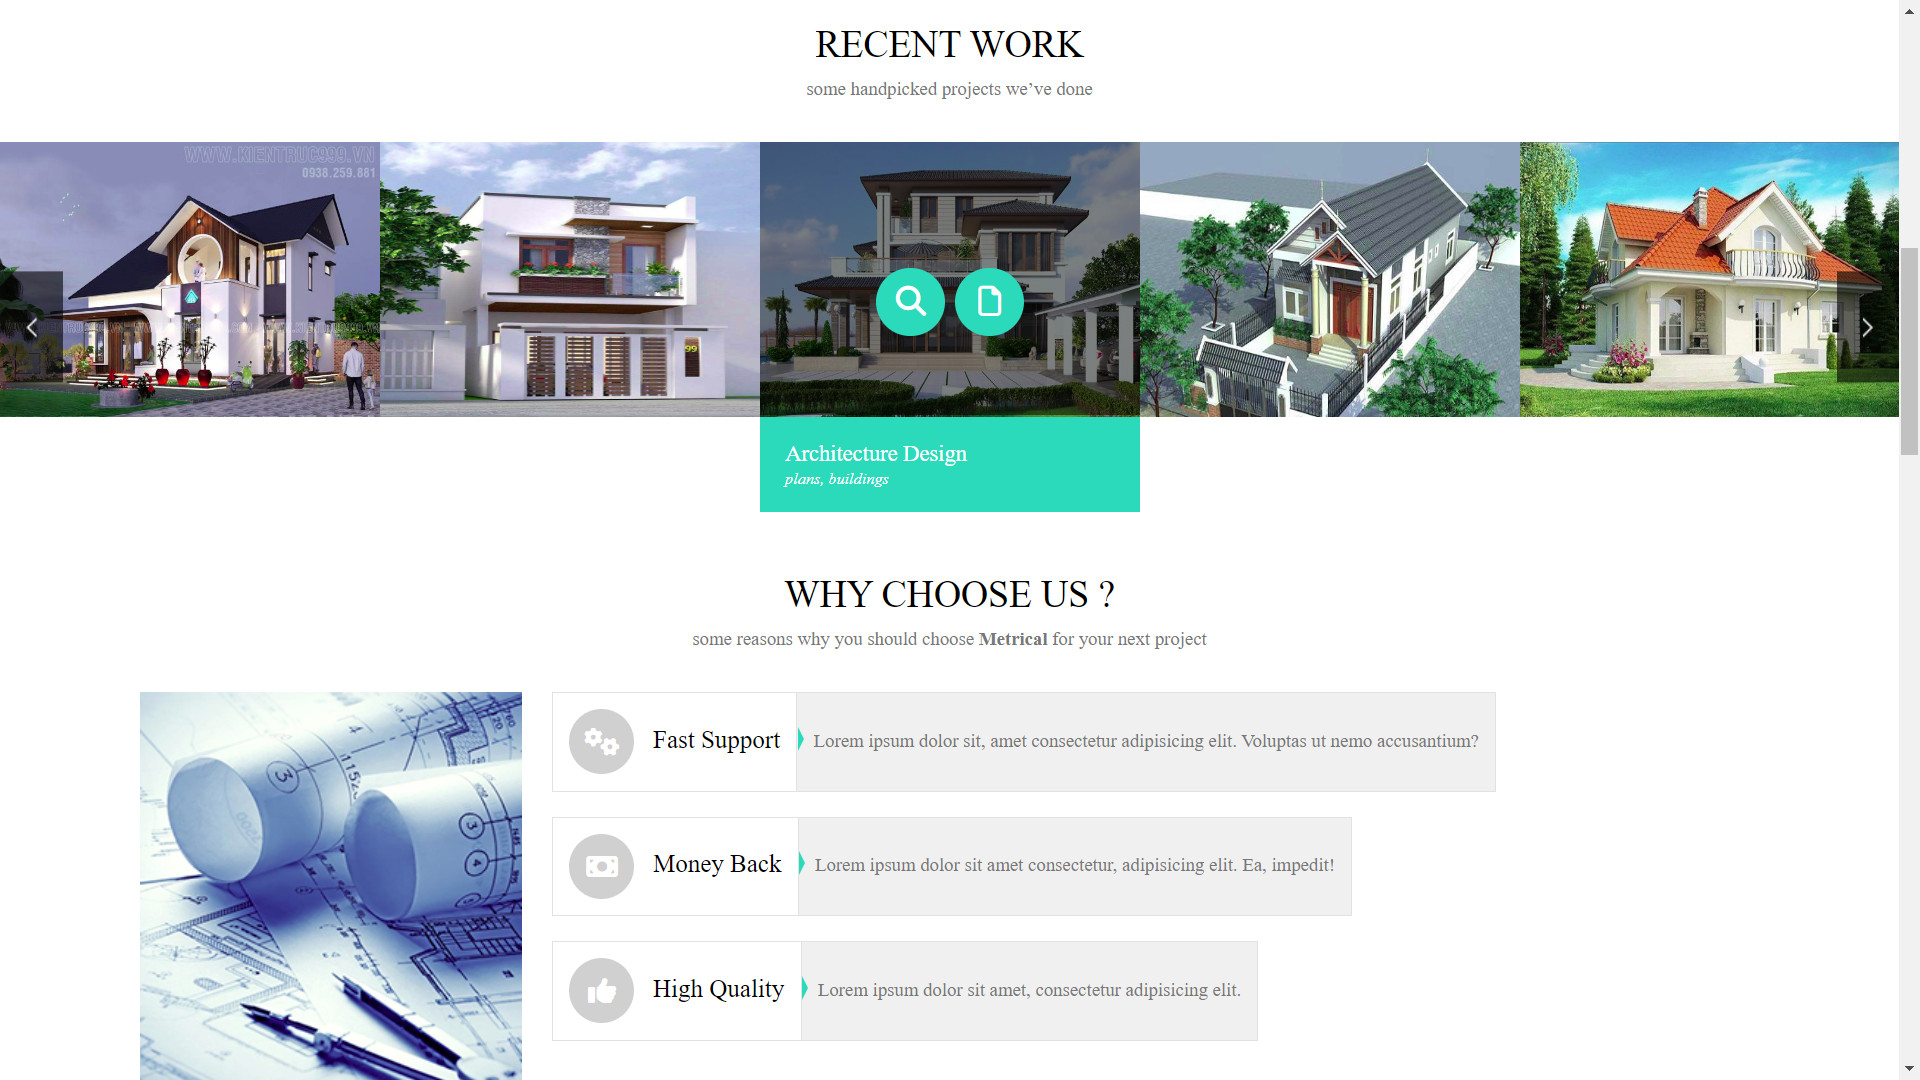 RECENT WORK
some handpicked projects we’ve done
WWW.KIENTRUC999.VN
0938.259.881
99
Architecture Design
plans, buildings
WHY CHOOSE US ?
some reasons why you should choose Metrical for your next project
Fast Support
Lorem ipsum dolor sit, amet consectetur adipisicing elit. Voluptas ut nemo accusantium?
Money Back
Lorem ipsum dolor sit amet consectetur, adipisicing elit. Ea, impedit!
High Quality
Lorem ipsum dolor sit amet, consectetur adipisicing elit.